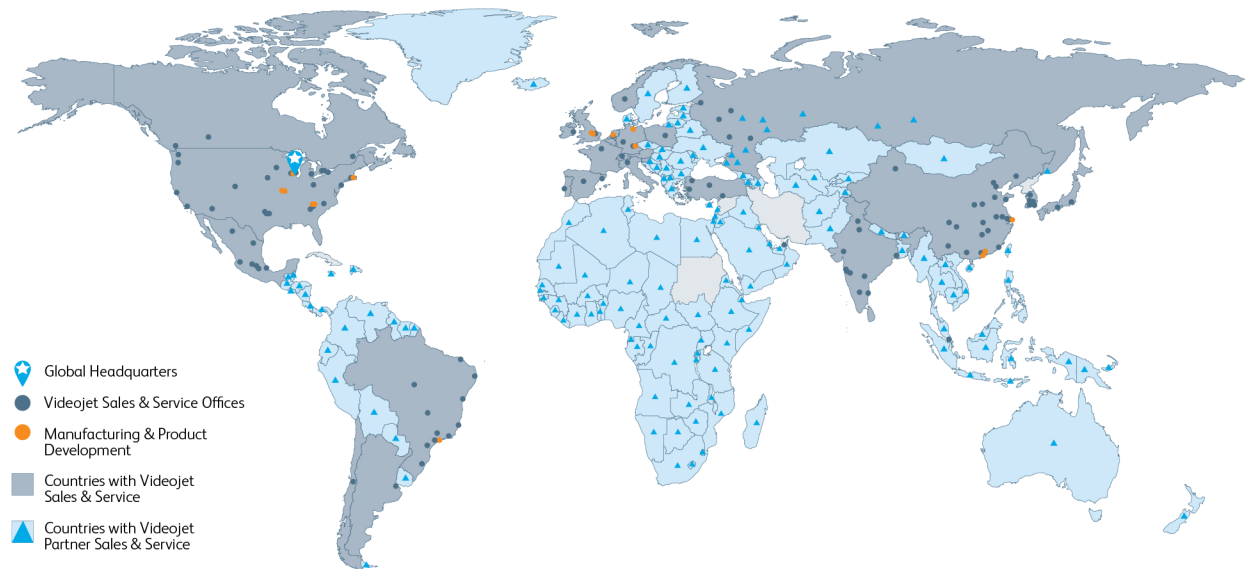 Global Headquarters
Videojet Sales & Service Offices
Manufacturing & Product
Development
Countries with Videojet
Sales & Service
Countries with Videojet
Partner Sales & Service